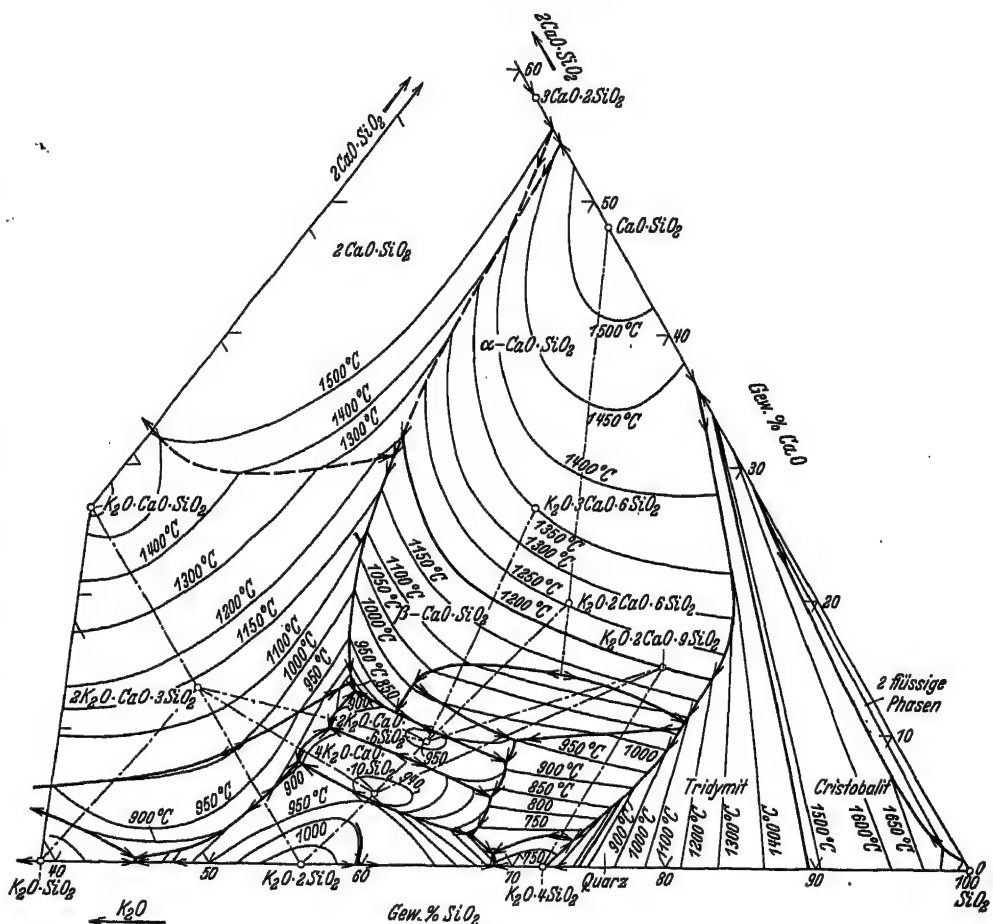 2CaO·SiO₂
60
3CaO·2SiO₂
2CaO·SiO₂
50
CaO·SiO₂
2CaO·SiO₂
1500°C
40
α-CaO·SiO₂
1500°C
1400°C
1450°C
1300°C
Gew.% CaO
30
1400°C
K₂O·CaO·SiO₂
K₂O·3CaO·6SiO₂
1400°C
1350°C
1300°C
1300°C
1150°C
1250°C
1100°C
1050°C
1200°C
1200°C
K₂O·2CaO·6SiO₂
20
1150°C
1000°C
β-CaO·SiO₂
1100°C
K₂O·2CaO·9SiO₂
1000°C
950°C
950°C
850
2K₂O·CaO·3SiO₂
900
2 flüssige
Phasen
2K₂O·CaO·
·6SiO₂
10
950
950°C
1000
4K₂O·CaO·
·10SiO₂
900
900°C
950
850°C
Tridymit
Cristobalit
950°C
950°C
800
900°C
750
1000
750
900°C
1000°C
1100°C
1200°C
1300°C
1400°C
1500°C
1600°C
1650°C
0
40
50
60
70
80
90
100
K₂O·SiO₂
K₂O·2SiO₂
K₂O·4SiO₂
Quarz
SiO₂
K₂O
Gew.% SiO₂